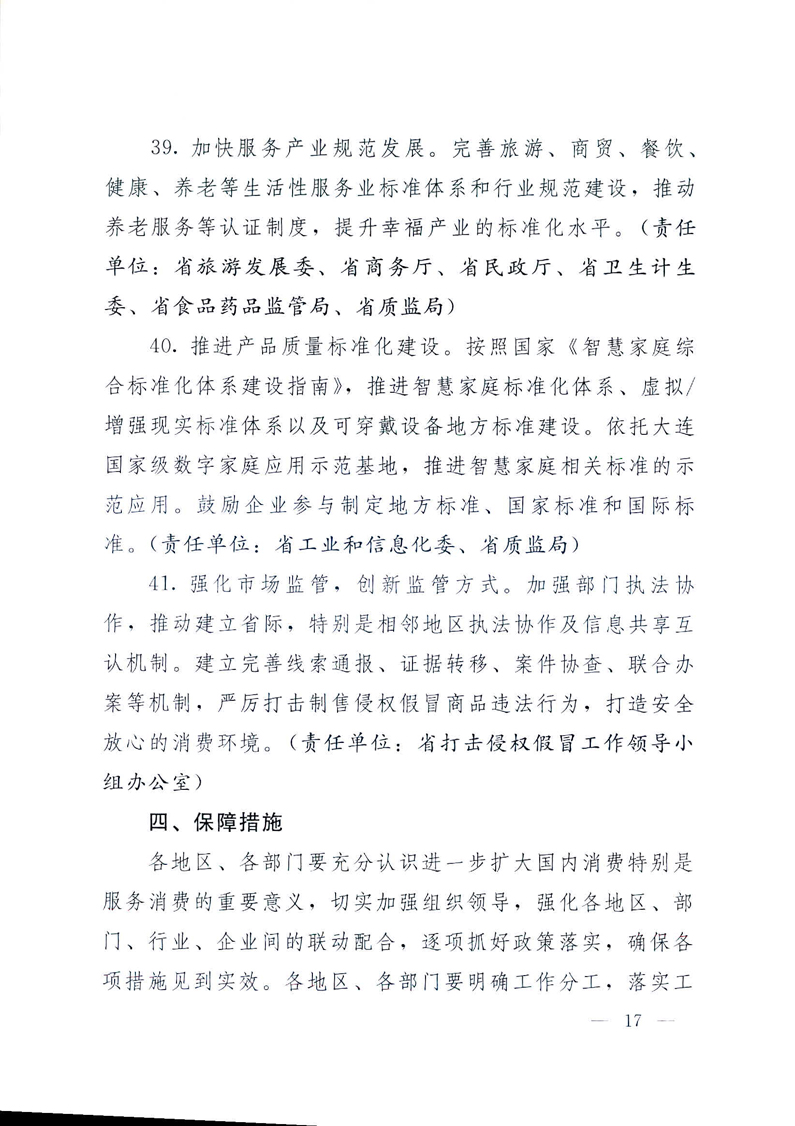 39. 加快服务产业规范发展。完善旅游、商贸、餐饮、
健康、养老等生活性服务业标准体系和行业规范建设，推动
养老服务等认证制度，提升幸福产业的标准化水平。（责任
单位：省旅游发展委、省商务厅、省民政厅、省卫生计生
委、省食品药品监管局、省质监局）
40. 推进产品质量标准化建设。按照国家《智慧家庭综
合标准化体系建设指南》，推进智慧家庭标准化体系、虚拟/
增强现实标准体系以及可穿戴设备地方标准建设。依托大连
国家级数字家庭应用示范基地，推进智慧家庭相关标准的示
范应用。鼓励企业参与制定地方标准、国家标准和国际标
准。（责任单位：省工业和信息化委、省质监局）
41. 强化市场监管，创新监管方式。加强部门执法协
作，推动建立省际，特别是相邻地区执法协作及信息共享互
认机制。建立完善线索通报、证据转移、案件协查、联合办
案等机制，严厉打击制售侵权假冒商品违法行为，打造安全
放心的消费环境。（责任单位：省打击侵权假冒工作领导小
组办公室）
四、保障措施
各地区、各部门要充分认识进一步扩大国内消费特别是
服务消费的重要意义，切实加强组织领导，强化各地区、部
门、行业、企业间的联动配合，逐项抓好政策落实，确保各
项措施见到实效。各地区、各部门要明确工作分工，落实工
— 17 —